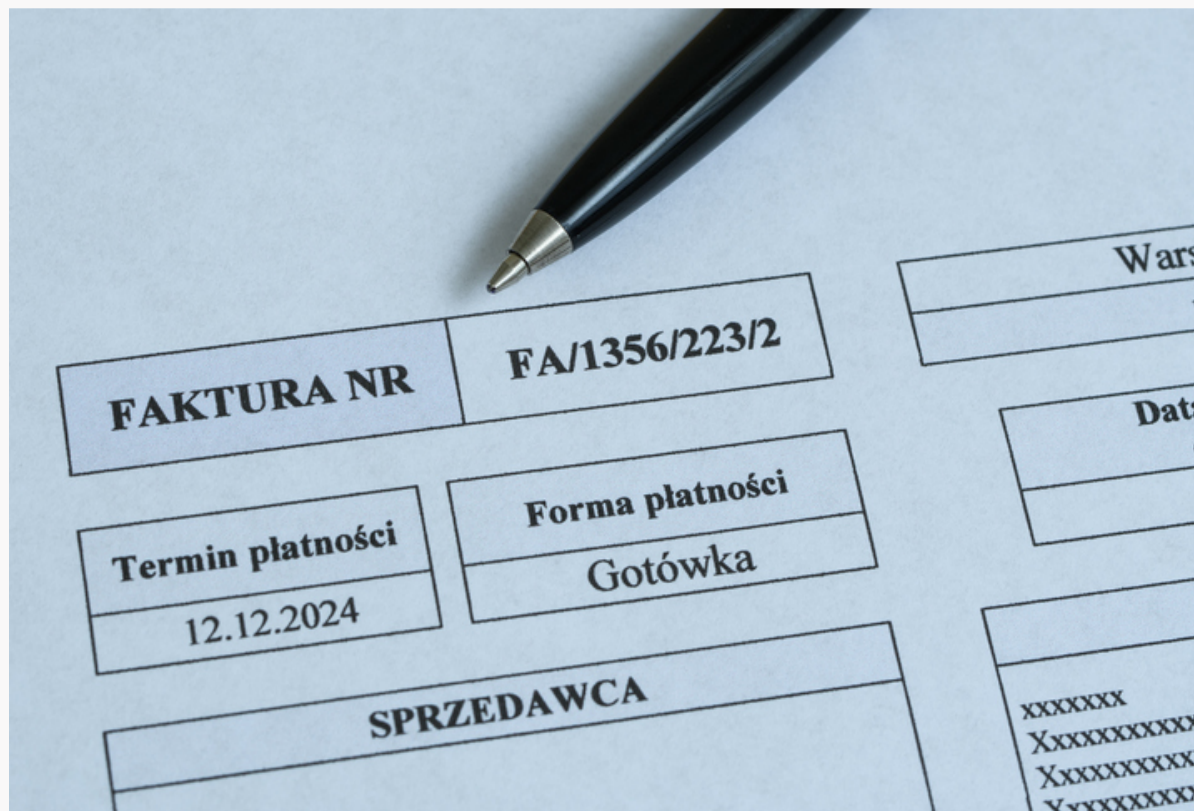 FAKTURA NR
FA/1356/223/2
Termin płatności
12.12.2024
Forma płatności
Gotówka
SPRZEDAWCA
xxxxxxx